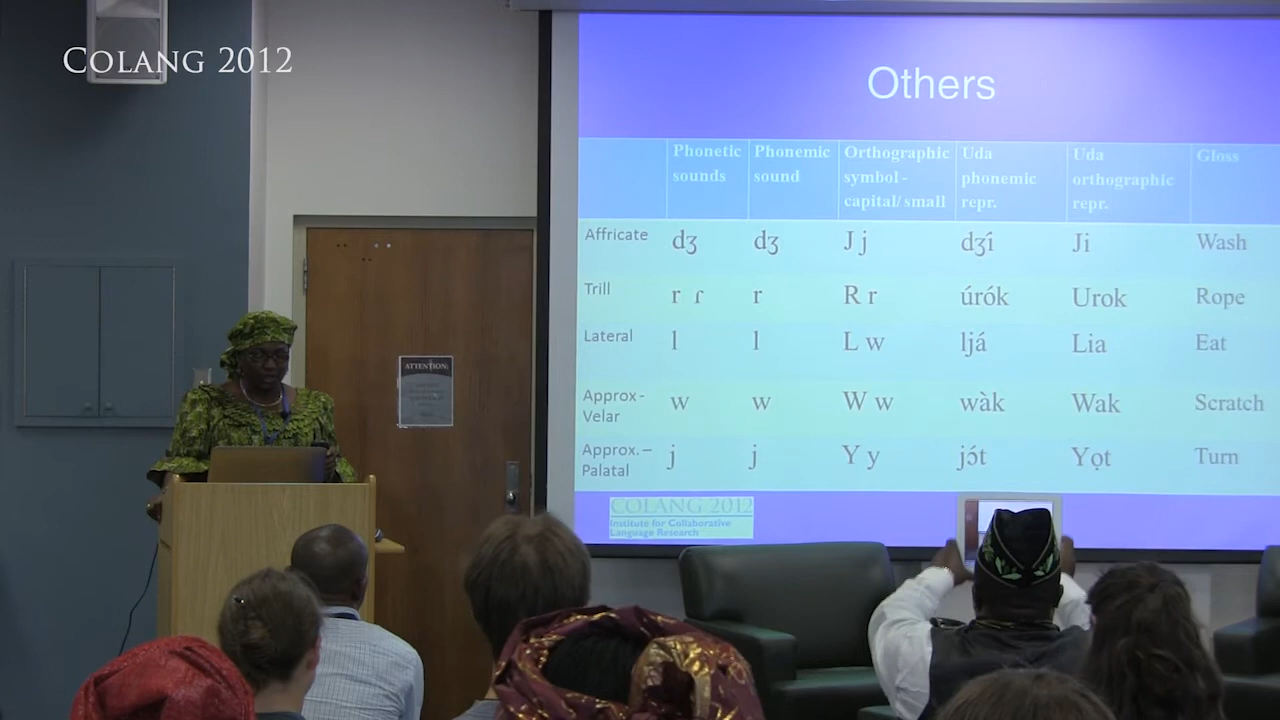 COLANG 2012
Others
Phonetic sounds Phonemic sound Orthographic symbol - capital/ small Uda phonemic repr. Uda orthographic repr. Gloss
Affricate dʒ dʒ J j dʒí Ji Wash
Trill r ɾ r R r úrók Urok Rope
Lateral l l L w ljá Lia Eat
Approx - Velar w w W w wàk Wak Scratch
Approx. – Palatal j j Y y jɔ́t Yọt Turn
COLANG 2012
Institute for Collaborative
Language Research
ATTENTION: